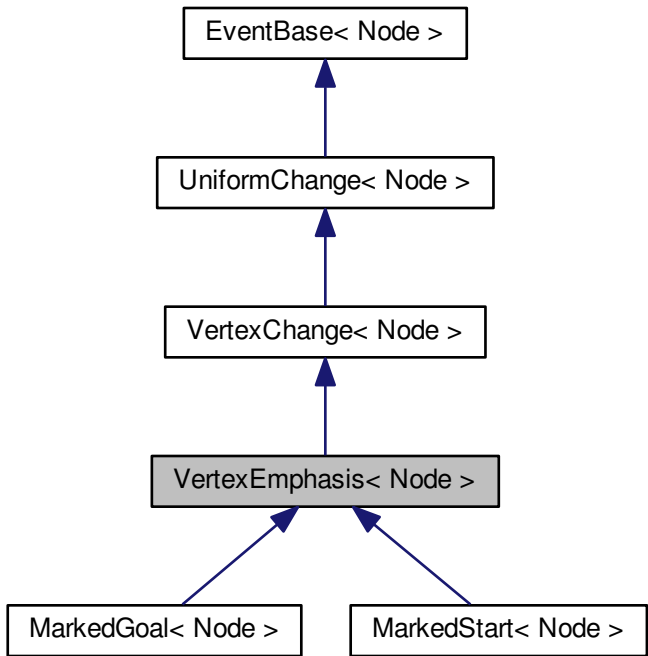 EventBase< Node >
UniformChange< Node >
VertexChange< Node >
VertexEmphasis< Node >
MarkedGoal< Node >
MarkedStart< Node >